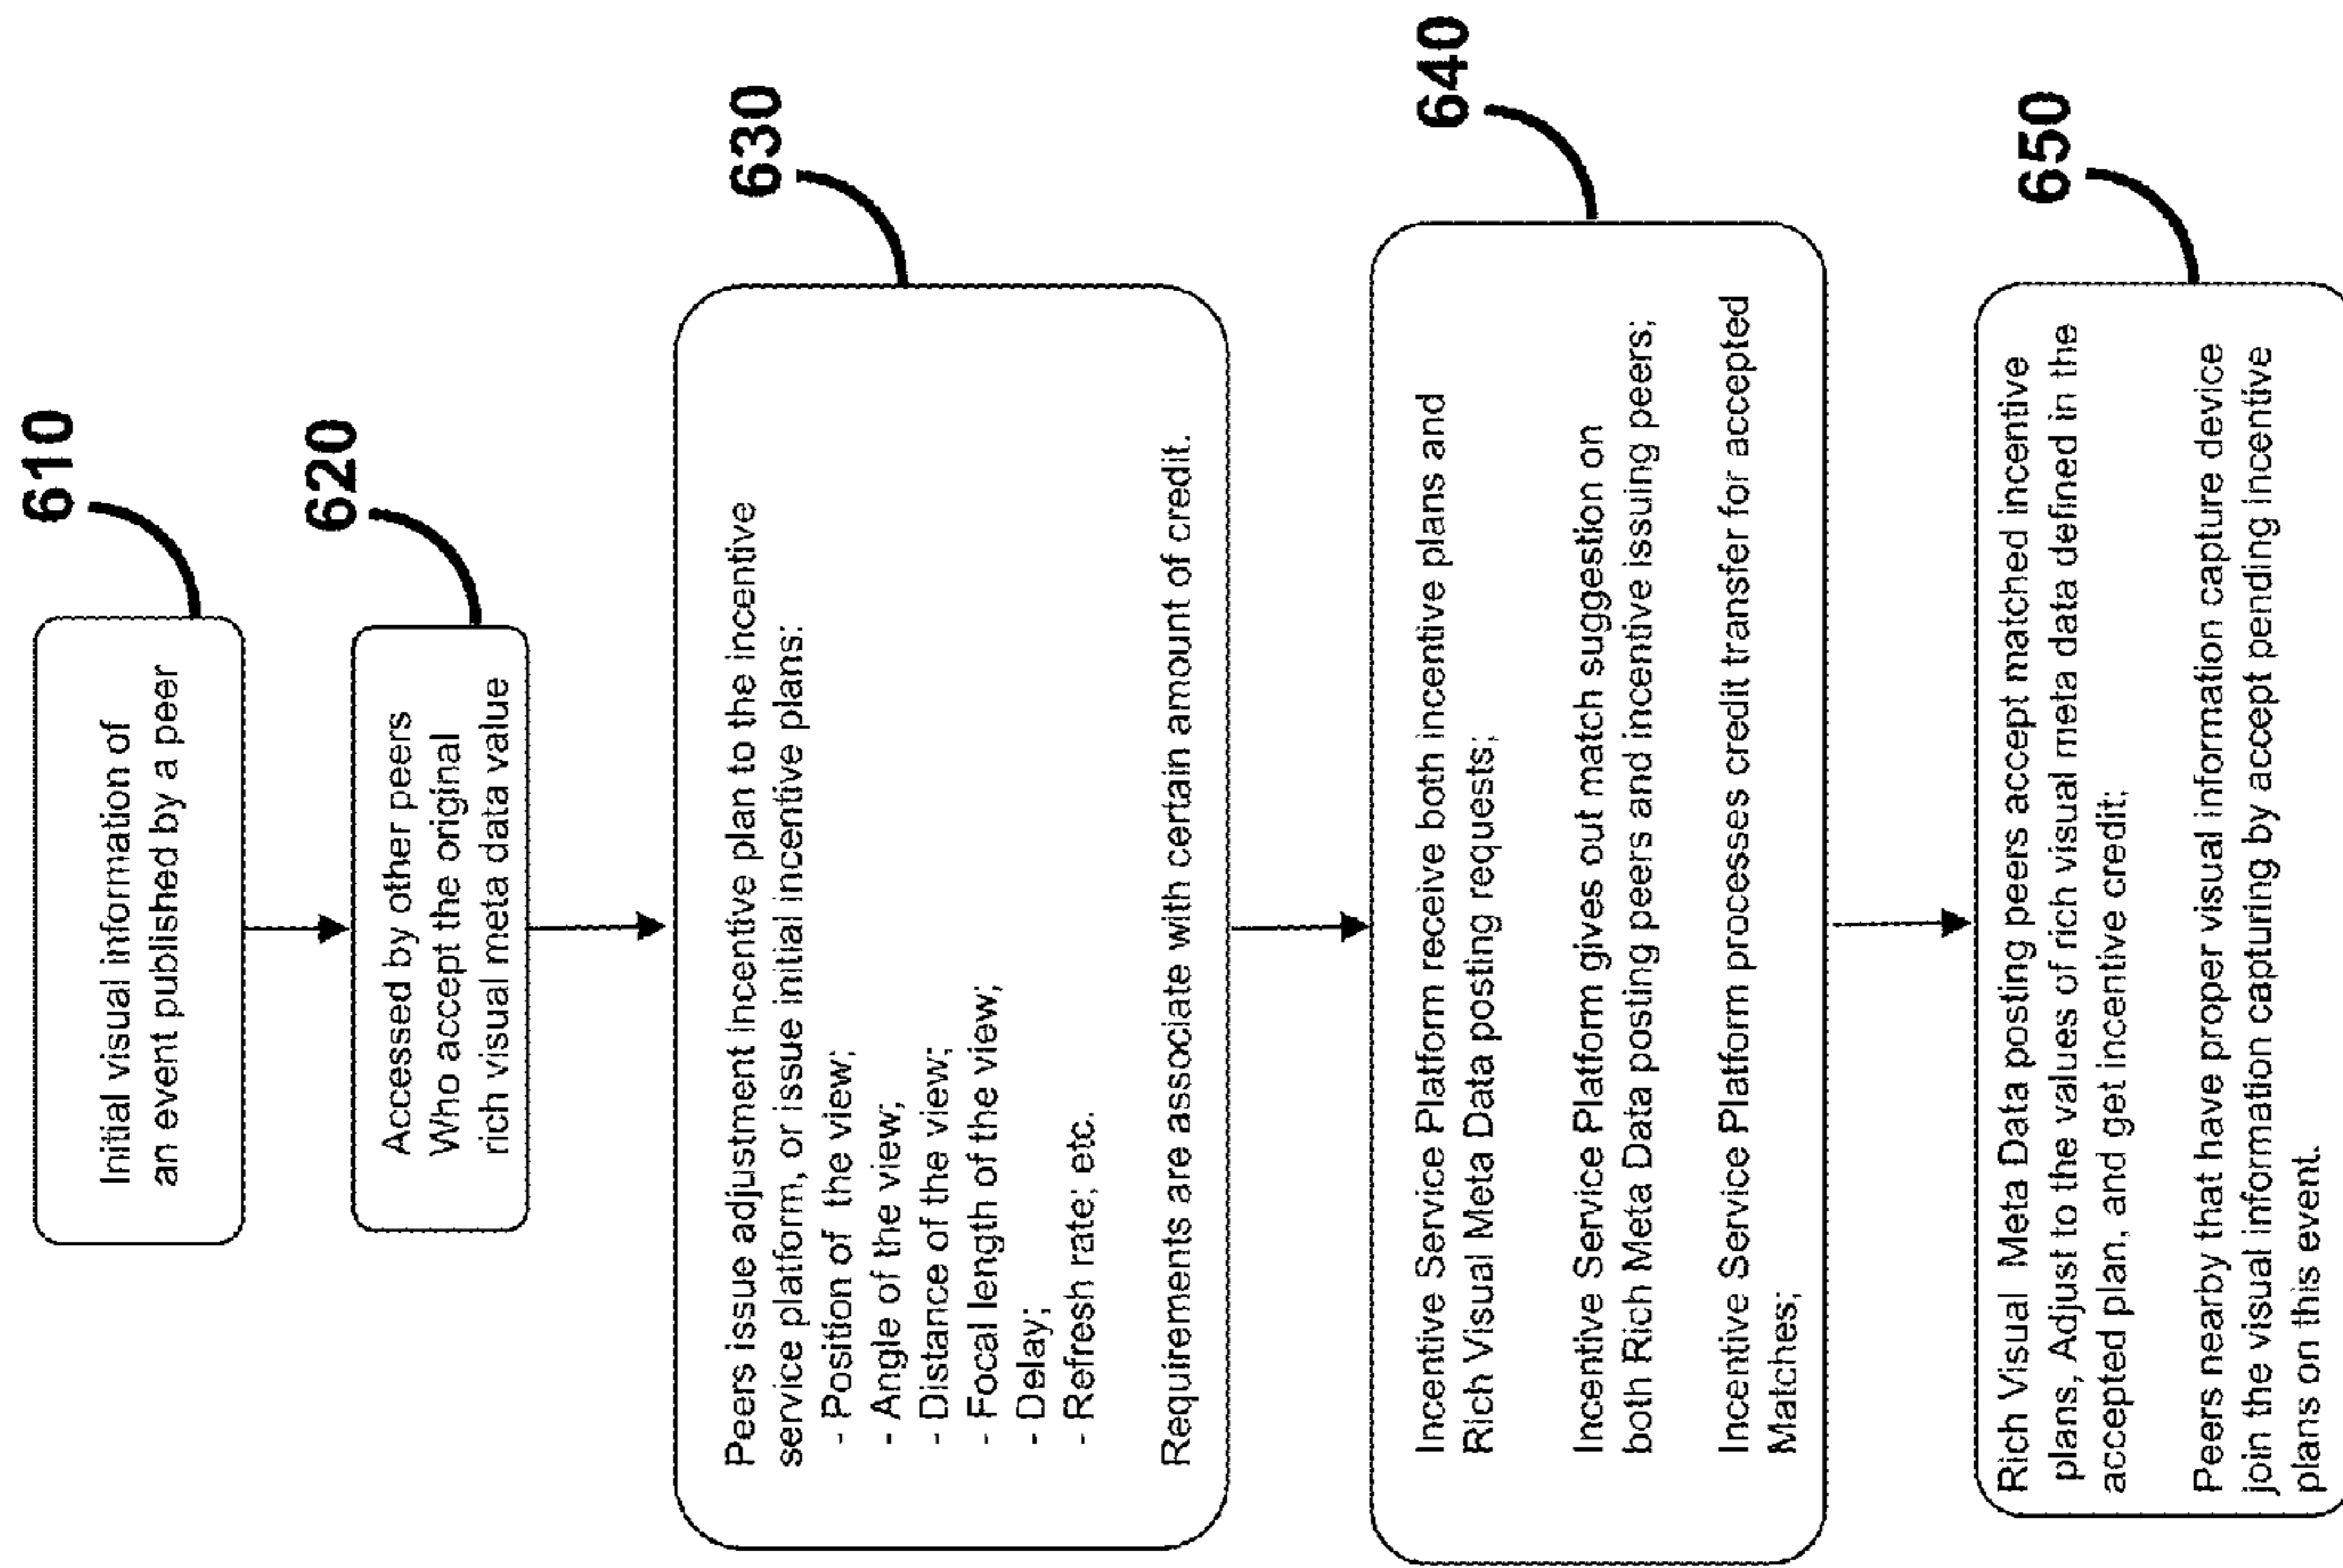 610
Initial visual information of
an event published by a peer
620
Accessed by other peers
Who accept the original
rich visual meta data value
630
Peers issue adjustment incentive plan to the incentive
service platform, or issue initial incentive plans:
- Position of the view;
- Angle of the view;
- Distance of the view;
- Focal length of the view;
- Delay;
- Refresh rate; etc.
Requirements are associate with certain amount of credit.
640
Incentive Service Platform receive both incentive plans and
Rich Visual Meta Data posting requests;
Incentive Service Platform gives out match suggestion on
both Rich Meta Data posting peers and incentive issuing peers;
Incentive Service Platform processes credit transfer for accepted
Matches;
650
Rich Visual Meta Data posting peers accept matched incentive
plans, Adjust to the values of rich visual meta data defined in the
accepted plan, and get incentive credit;
Peers nearby that have proper visual information capture device
join the visual information capturing by accept pending incentive
plans on this event.